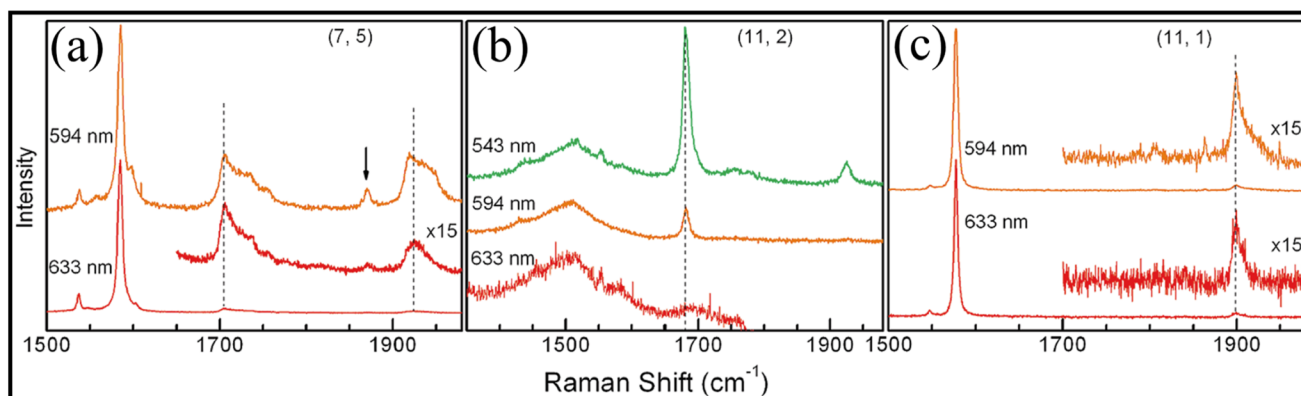 (a)
(7, 5)
594 nm
633 nm
x15
1500
1700
1900
(b)
(11, 2)
543 nm
594 nm
633 nm
1500
1700
1900
(c)
(11, 1)
594 nm
x15
633 nm
x15
1500
1700
1900
Intensity
Raman Shift (cm⁻¹)